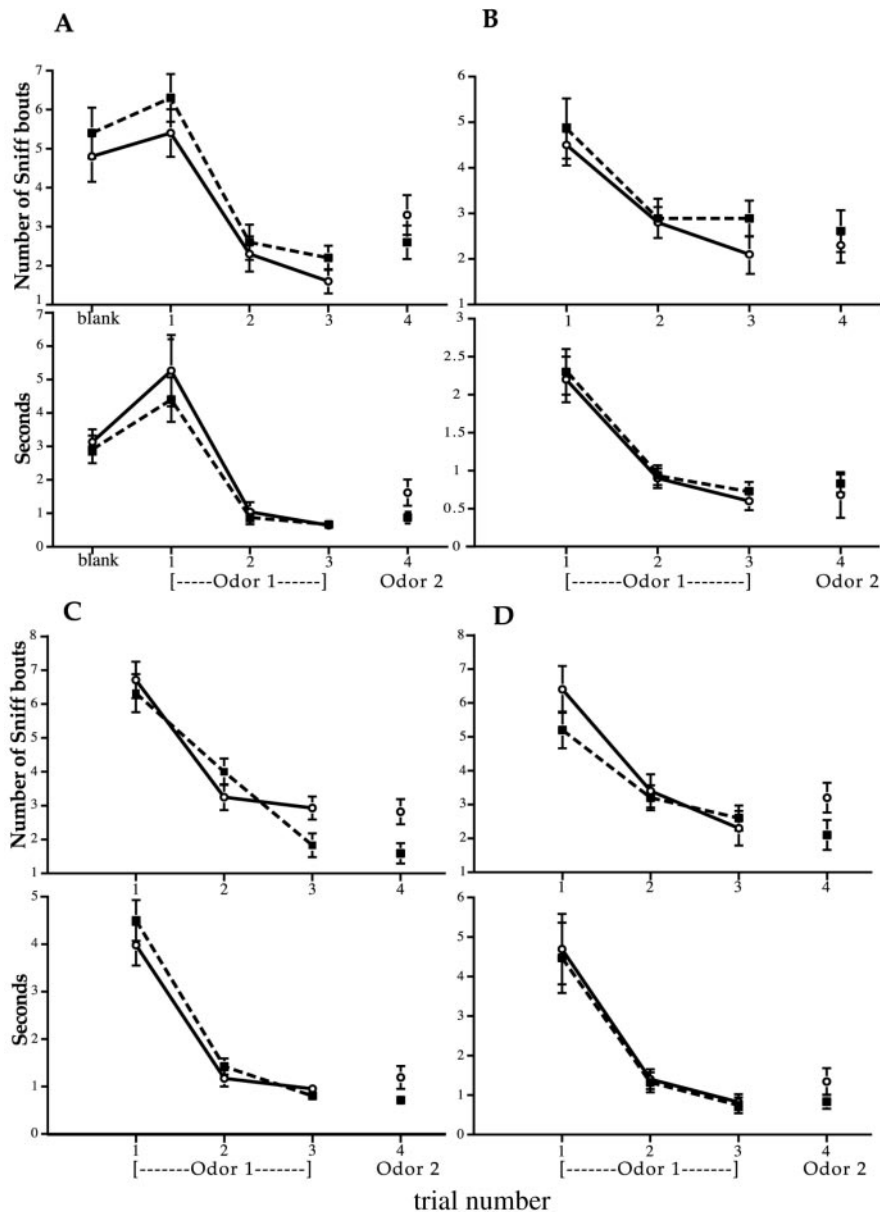 A
Number of Sniff bouts
7
6
5
4
3
2
1
blank 1 2 3 4
Seconds
7
6
5
4
3
2
1
0
blank 1 2 3 4
[-----Odor 1------] Odor 2
B
6
5
4
3
2
1
1 2 3 4
3
2.5
2
1.5
1
0.5
0
1 2 3 4
[-------Odor 1-------] Odor 2
C
Number of Sniff bouts
8
7
6
5
4
3
2
1
1 2 3 4
Seconds
5
4
3
2
1
0
1 2 3 4
[-------Odor 1-------] Odor 2
D
8
7
6
5
4
3
2
1
1 2 3 4
6
5
4
3
2
1
0
1 2 3 4
[-------Odor 1-------] Odor 2
trial number